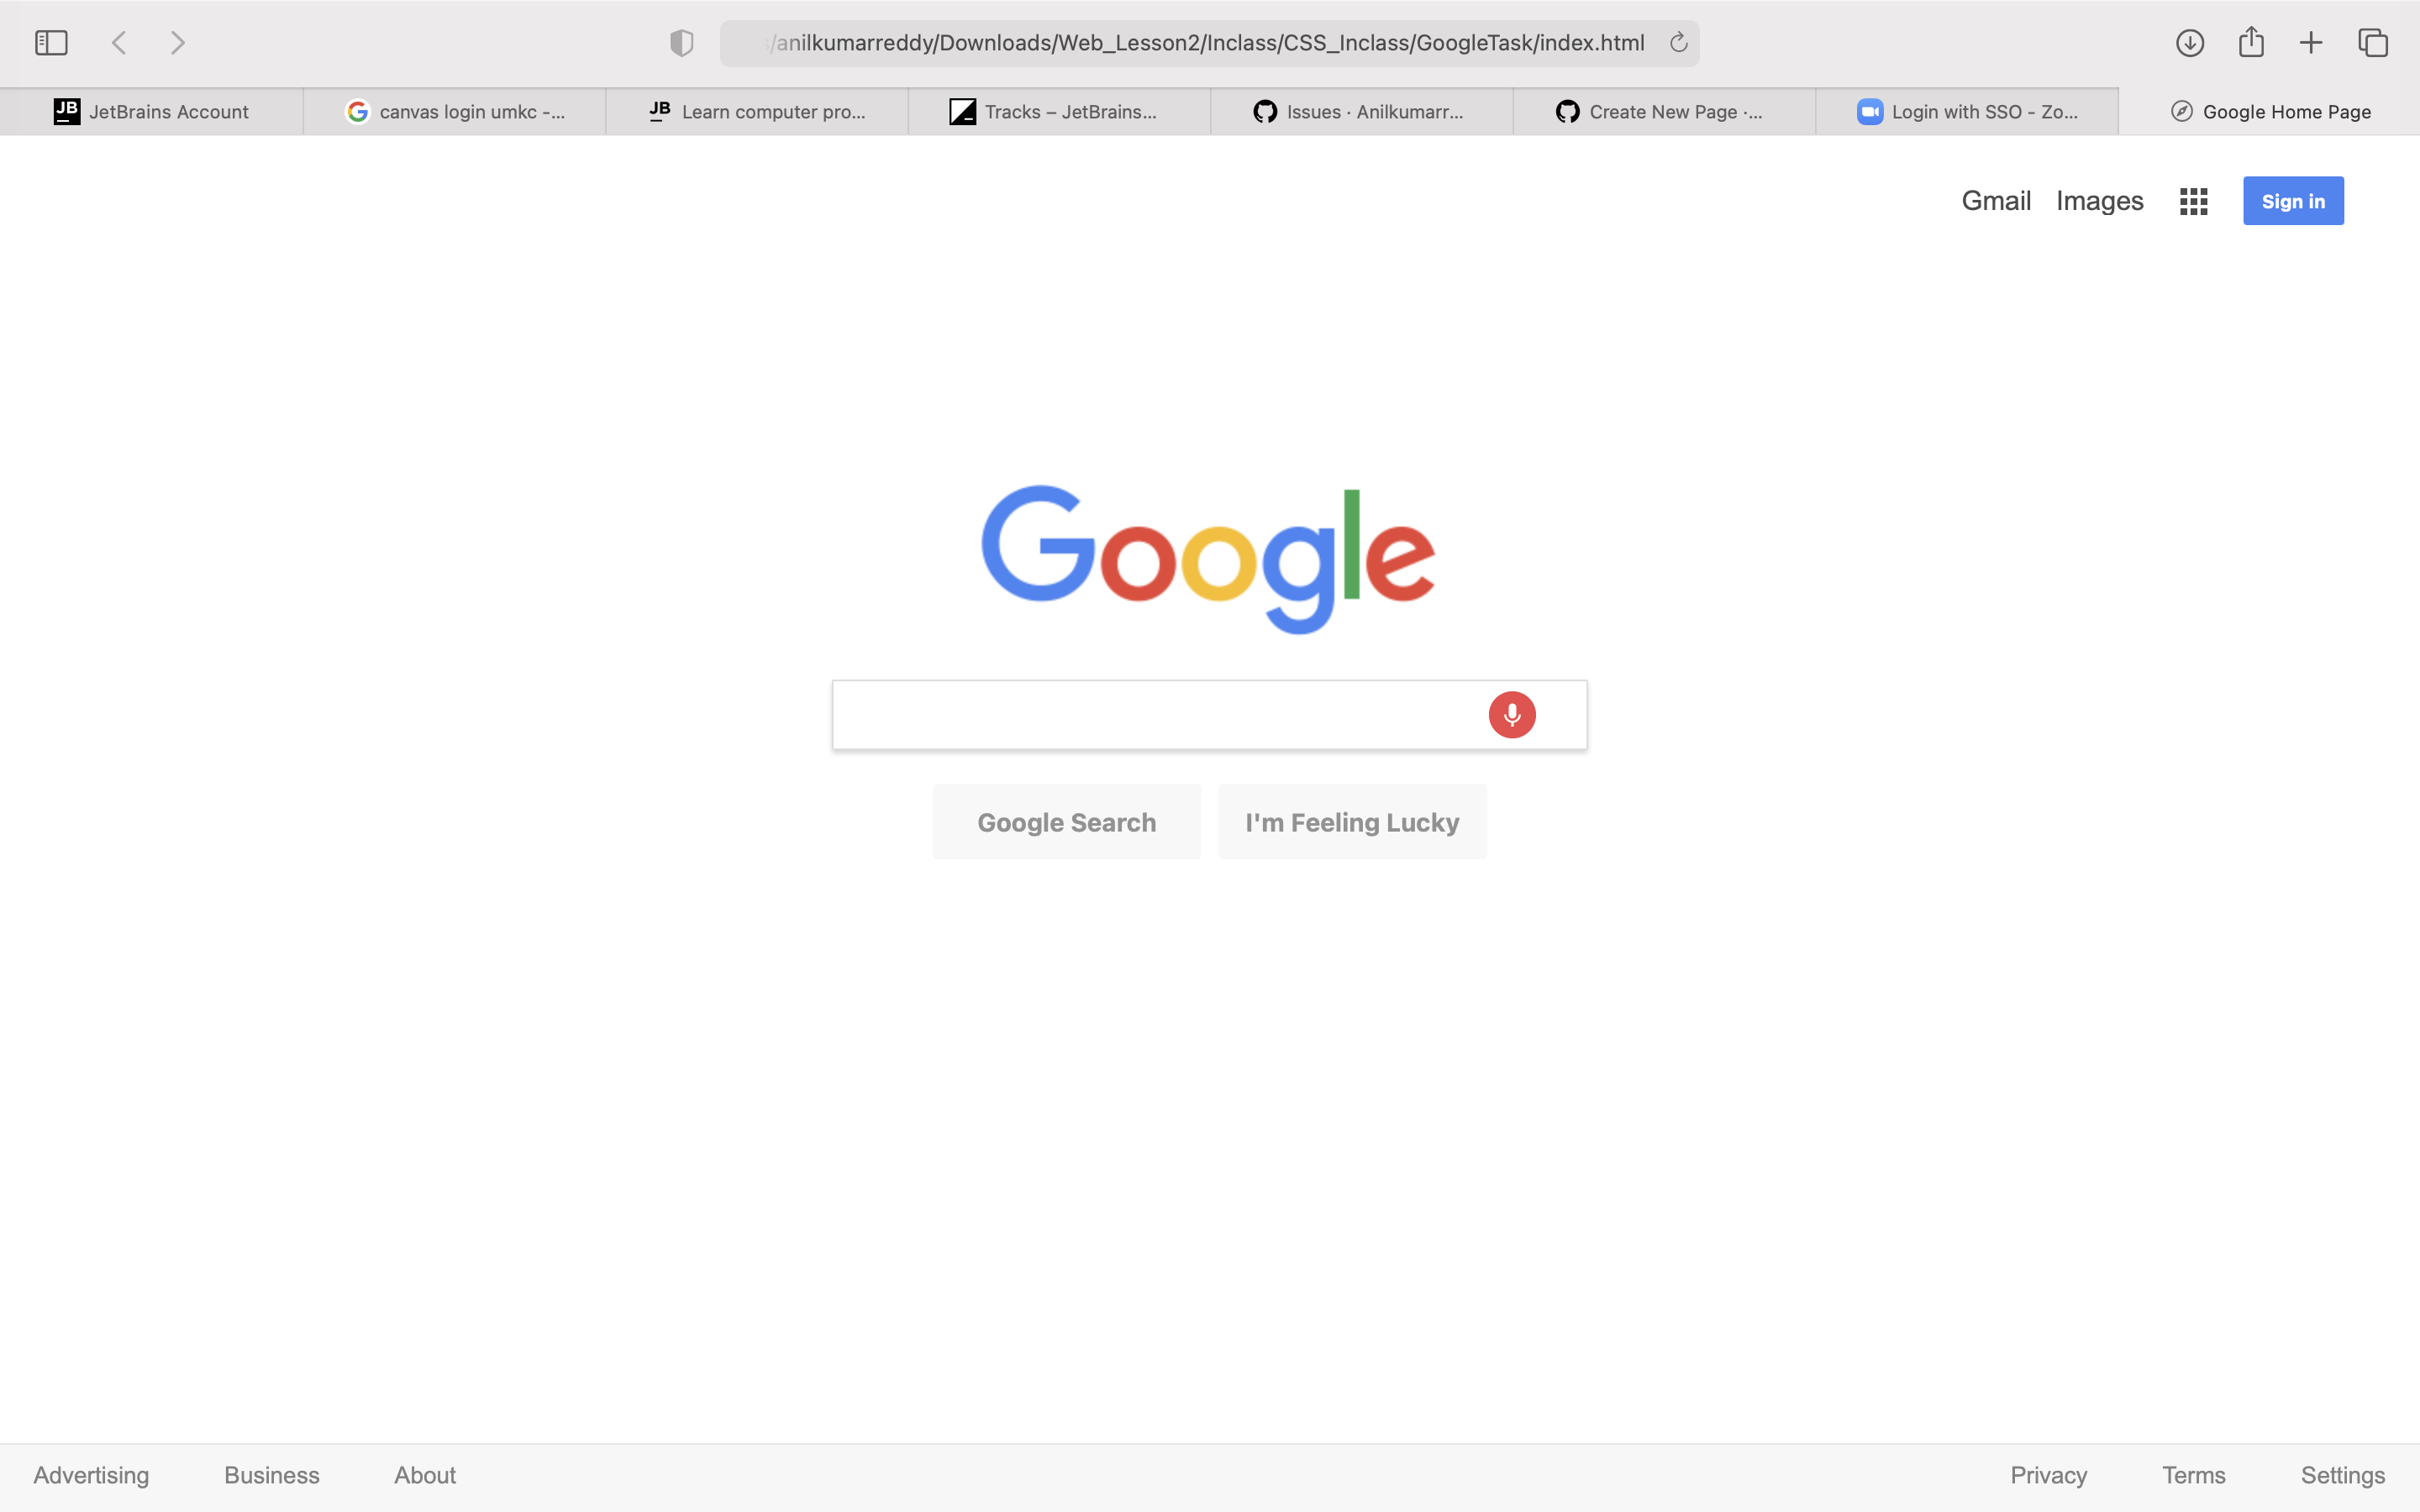 :/anilkumarreddy/Downloads/Web_Lesson2/Inclass/CSS_Inclass/GoogleTask/index.html
JB JetBrains Account
G canvas login umkc -...
JB Learn computer pro...
Tracks – JetBrains...
Issues · Anilkumarr...
Create New Page ·...
Login with SSO - Zo...
Google Home Page
Gmail Images Sign in
Google
Google Search I'm Feeling Lucky
Advertising Business About Privacy Terms Settings